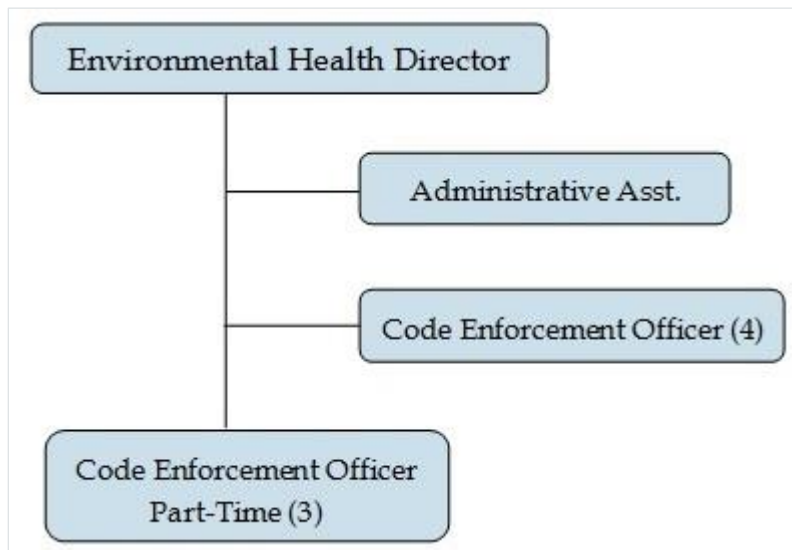 Environmental Health Director
Administrative Asst.
Code Enforcement Officer (4)
Code Enforcement Officer
Part-Time (3)